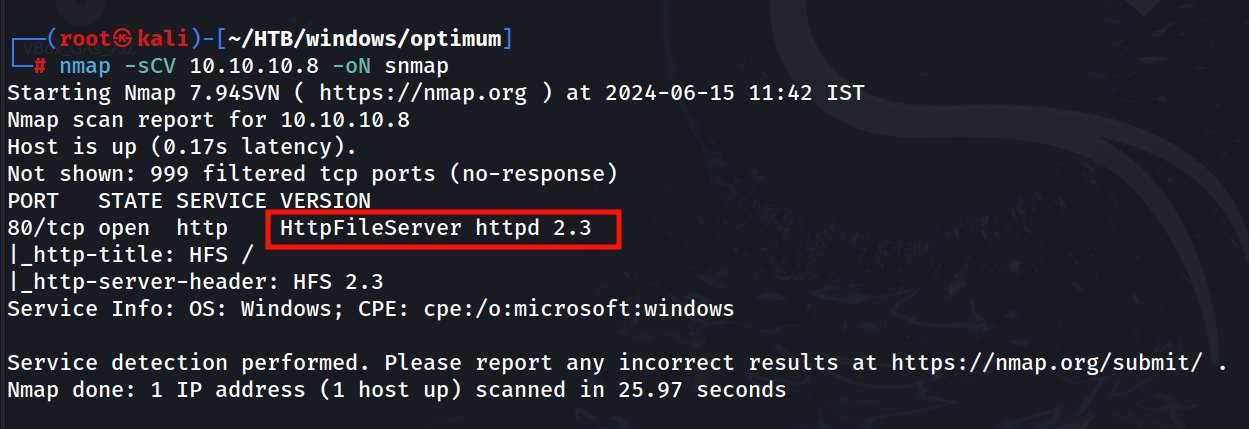 ┌──(root㉿kali)-[~/HTB/windows/optimum]
└─# nmap -sCV 10.10.10.8 -oN snmap
Starting Nmap 7.94SVN ( https://nmap.org ) at 2024-06-15 11:42 IST
Nmap scan report for 10.10.10.8
Host is up (0.17s latency).
Not shown: 999 filtered tcp ports (no-response)
PORT   STATE SERVICE VERSION
80/tcp open  http    HttpFileServer httpd 2.3
|_http-title: HFS /
|_http-server-header: HFS 2.3
Service Info: OS: Windows; CPE: cpe:/o:microsoft:windows
Service detection performed. Please report any incorrect results at https://nmap.org/submit/ .
Nmap done: 1 IP address (1 host up) scanned in 25.97 seconds